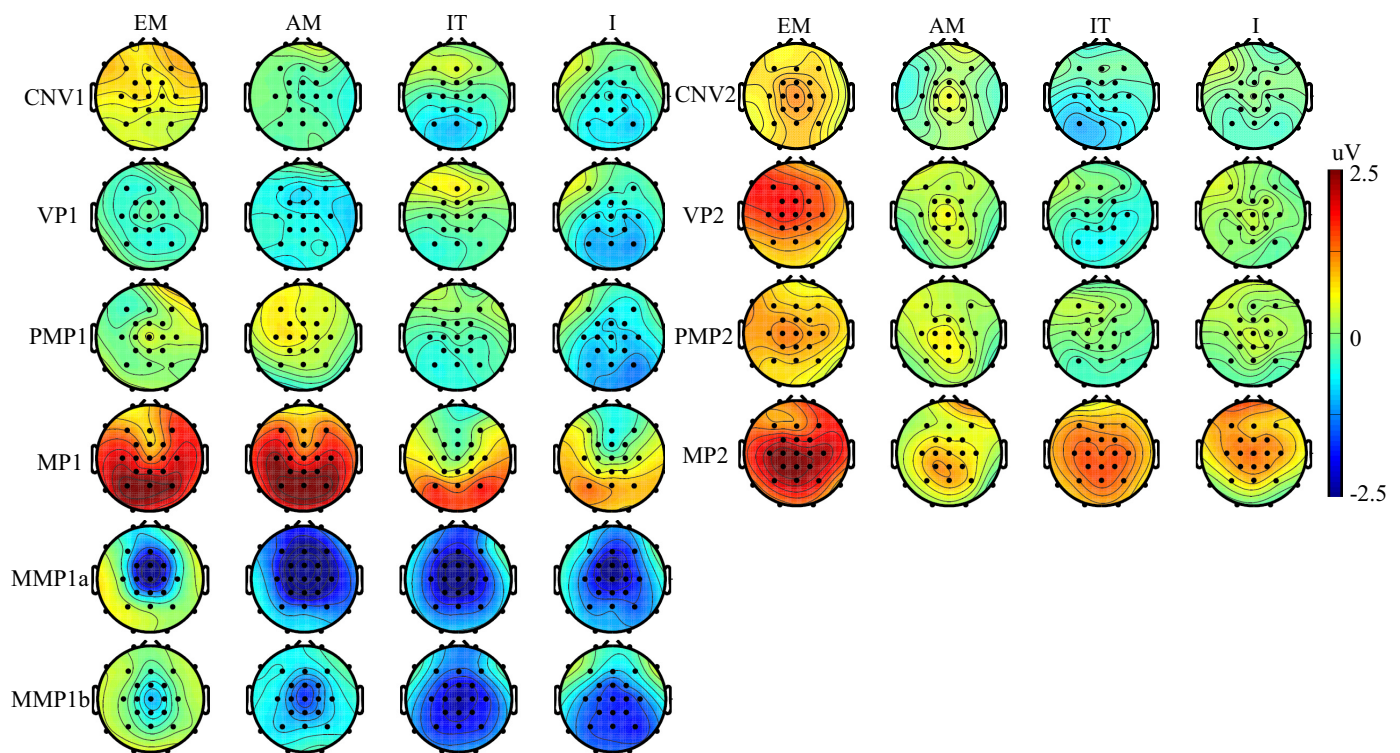 EM AM IT I EM AM IT I
CNV1 CNV2
uV
2.5
VP1 VP2
PMP1 PMP2 0
MP1 MP2
-2.5
MMP1a
MMP1b